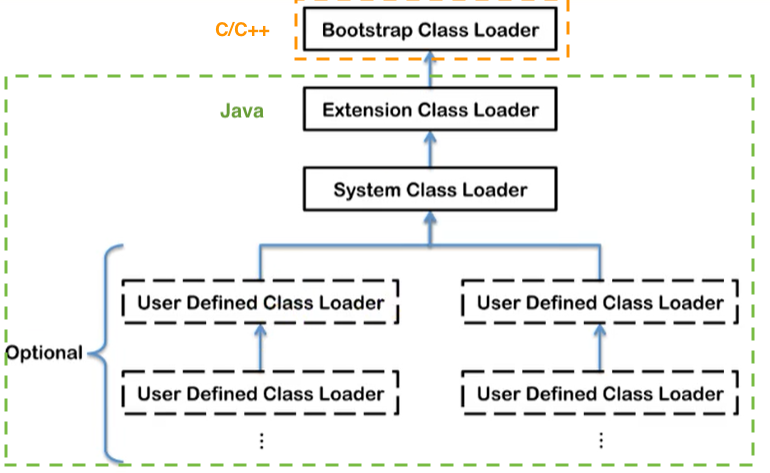 C/C++
Bootstrap Class Loader
Java
Extension Class Loader
System Class Loader
User Defined Class Loader
User Defined Class Loader
Optional
User Defined Class Loader
User Defined Class Loader
⋮
⋮